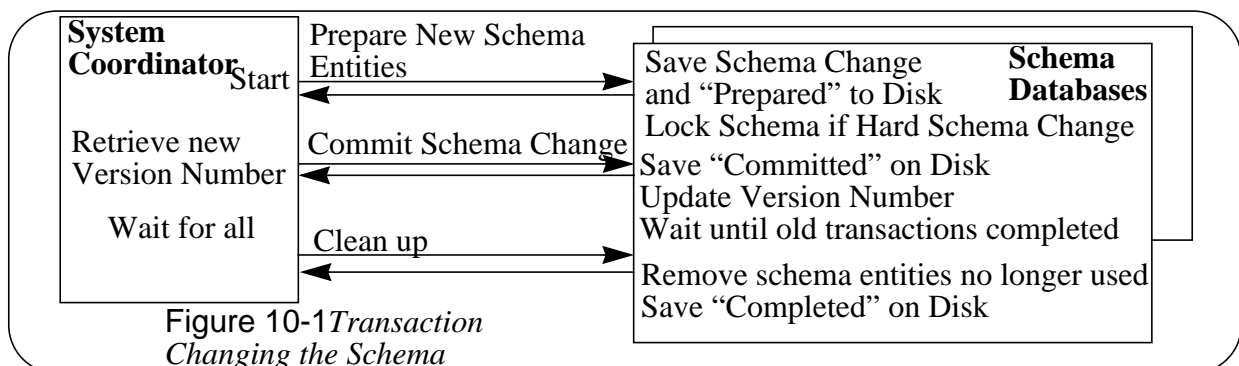 System
Coordinator
Start
Retrieve new
Version Number
Wait for all
Prepare New Schema
Entities
Commit Schema Change
Clean up
Schema
Databases
Save Schema Change
and “Prepared” to Disk
Lock Schema if Hard Schema Change
Save “Committed” on Disk
Update Version Number
Wait until old transactions completed
Remove schema entities no longer used
Save “Completed” on Disk
Figure 10-1Transaction
Changing the Schema